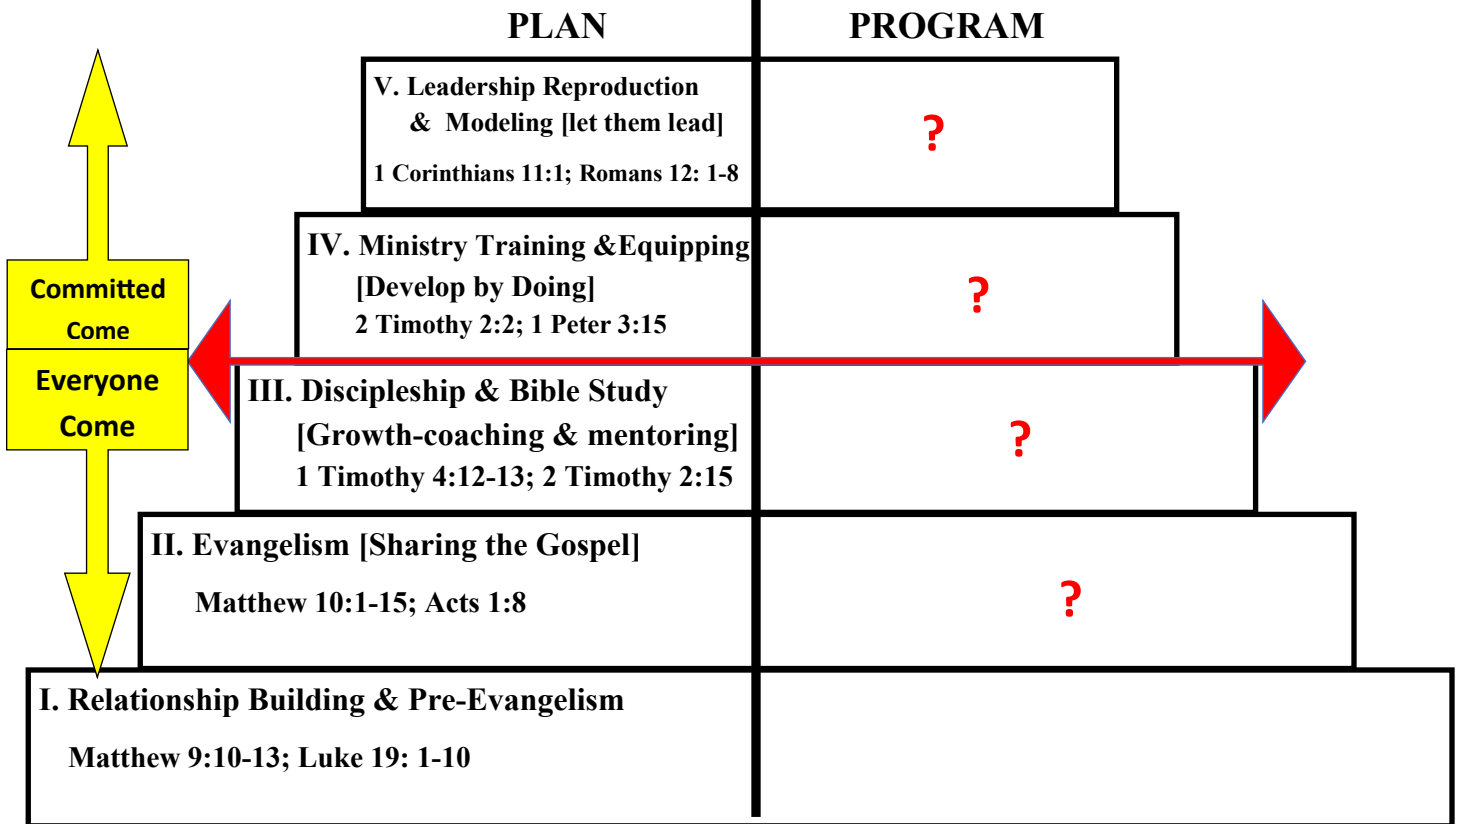 PLAN
PROGRAM
V. Leadership Reproduction
& Modeling [let them lead]
1 Corinthians 11:1; Romans 12: 1-8
?
IV. Ministry Training &Equipping
[Develop by Doing]
2 Timothy 2:2; 1 Peter 3:15
?
Committed
Come
Everyone
Come
III. Discipleship & Bible Study
[Growth-coaching & mentoring]
1 Timothy 4:12-13; 2 Timothy 2:15
?
II. Evangelism [Sharing the Gospel]
Matthew 10:1-15; Acts 1:8
?
I. Relationship Building & Pre-Evangelism
Matthew 9:10-13; Luke 19: 1-10